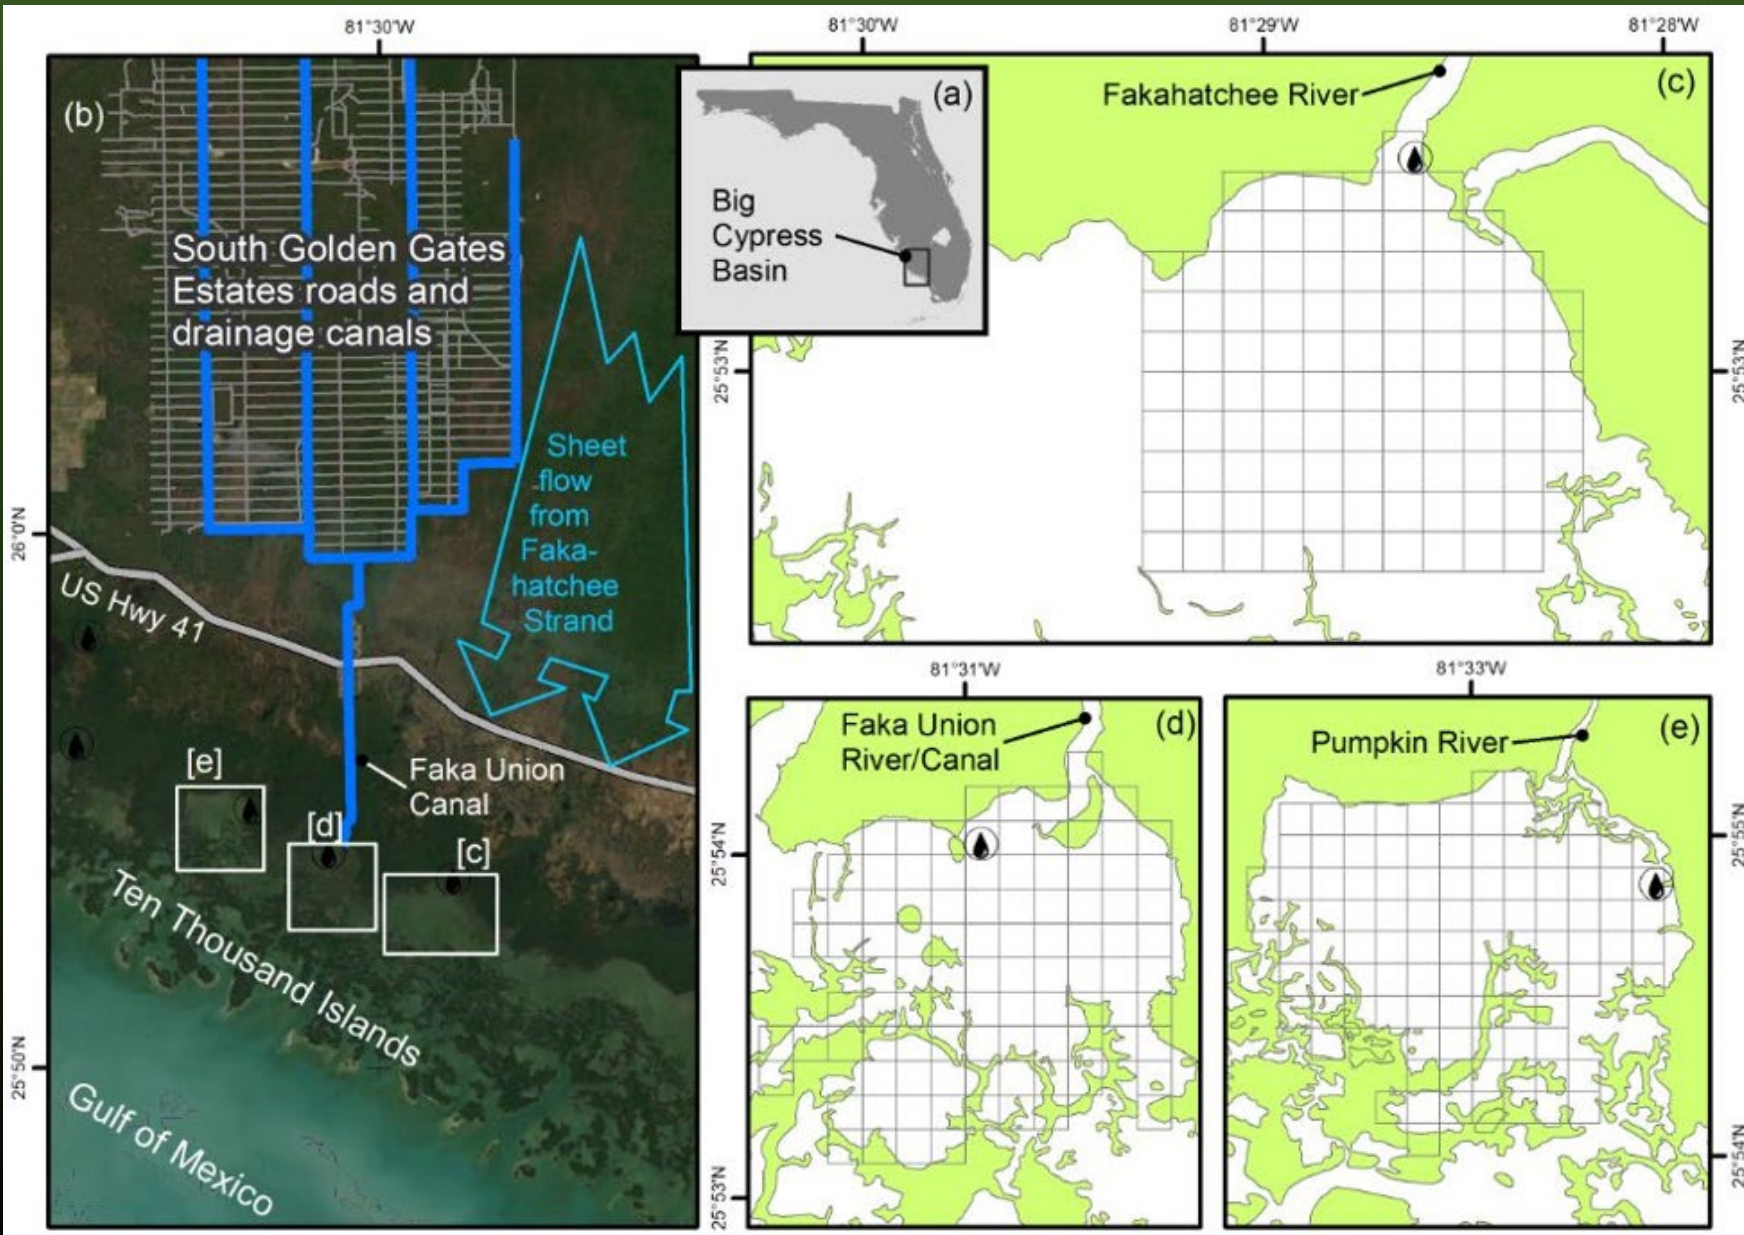 81°30'W
(b)
South Golden Gates
Estates roads and
drainage canals
Sheet
flow
from
Faka-
hatchee
Strand
26°0'N
US Hwy 41
[e]
Faka Union
Canal
[d]
[c]
Ten Thousand Islands
25°50'N
Gulf of Mexico
(a)
Big
Cypress
Basin
81°30'W
81°29'W
81°28'W
Fakahatchee River
(c)
25°53'N
25°53'N
81°31'W
Faka Union
River/Canal
(d)
25°54'N
25°53'N
81°33'W
Pumpkin River
(e)
25°55'N
25°54'N